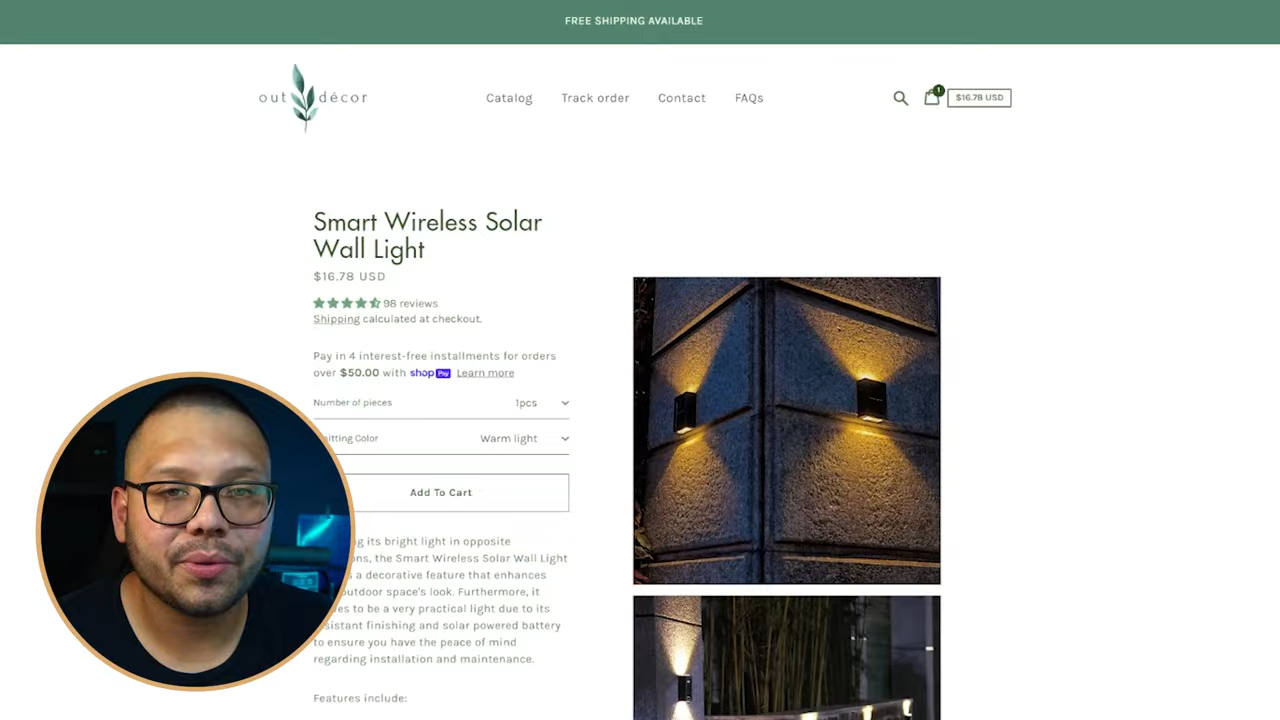 FREE SHIPPING AVAILABLE
out décor
Catalog
Track order
Contact
FAQs
1
$16.78 USD
Smart Wireless Solar
Wall Light
$16.78 USD
98 reviews
Shipping calculated at checkout.
Pay in 4 interest-free installments for orders
over $50.00 with shop Pay Learn more
Number of pieces
1pcs
itting Color
Warm light
Add To Cart
g its bright light in opposite
ons, the Smart Wireless Solar Wall Light
s a decorative feature that enhances
outdoor space's look. Furthermore, it
ves to be a very practical light due to its
sistant finishing and solar powered battery
to ensure you have the peace of mind
regarding installation and maintenance.
Features include: